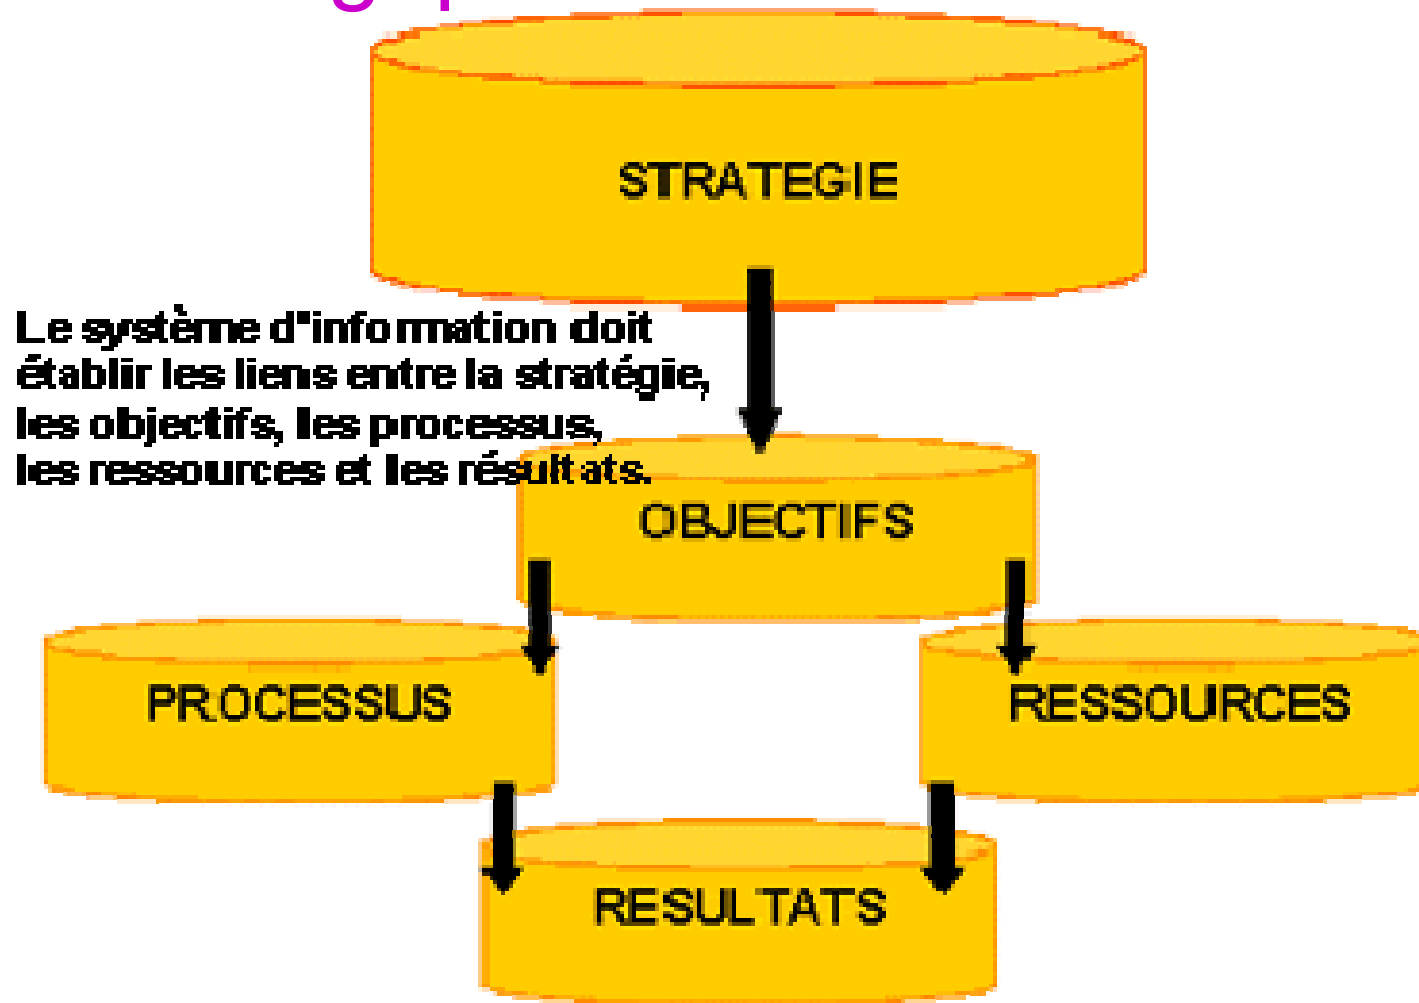 STRATEGIE
Le système d'information doit
établir les liens entre la stratégie,
les objectifs, les processus,
les ressources et les résultats.
OBJECTIFS
PROCESSUS
RESSOURCES
RESULTATS